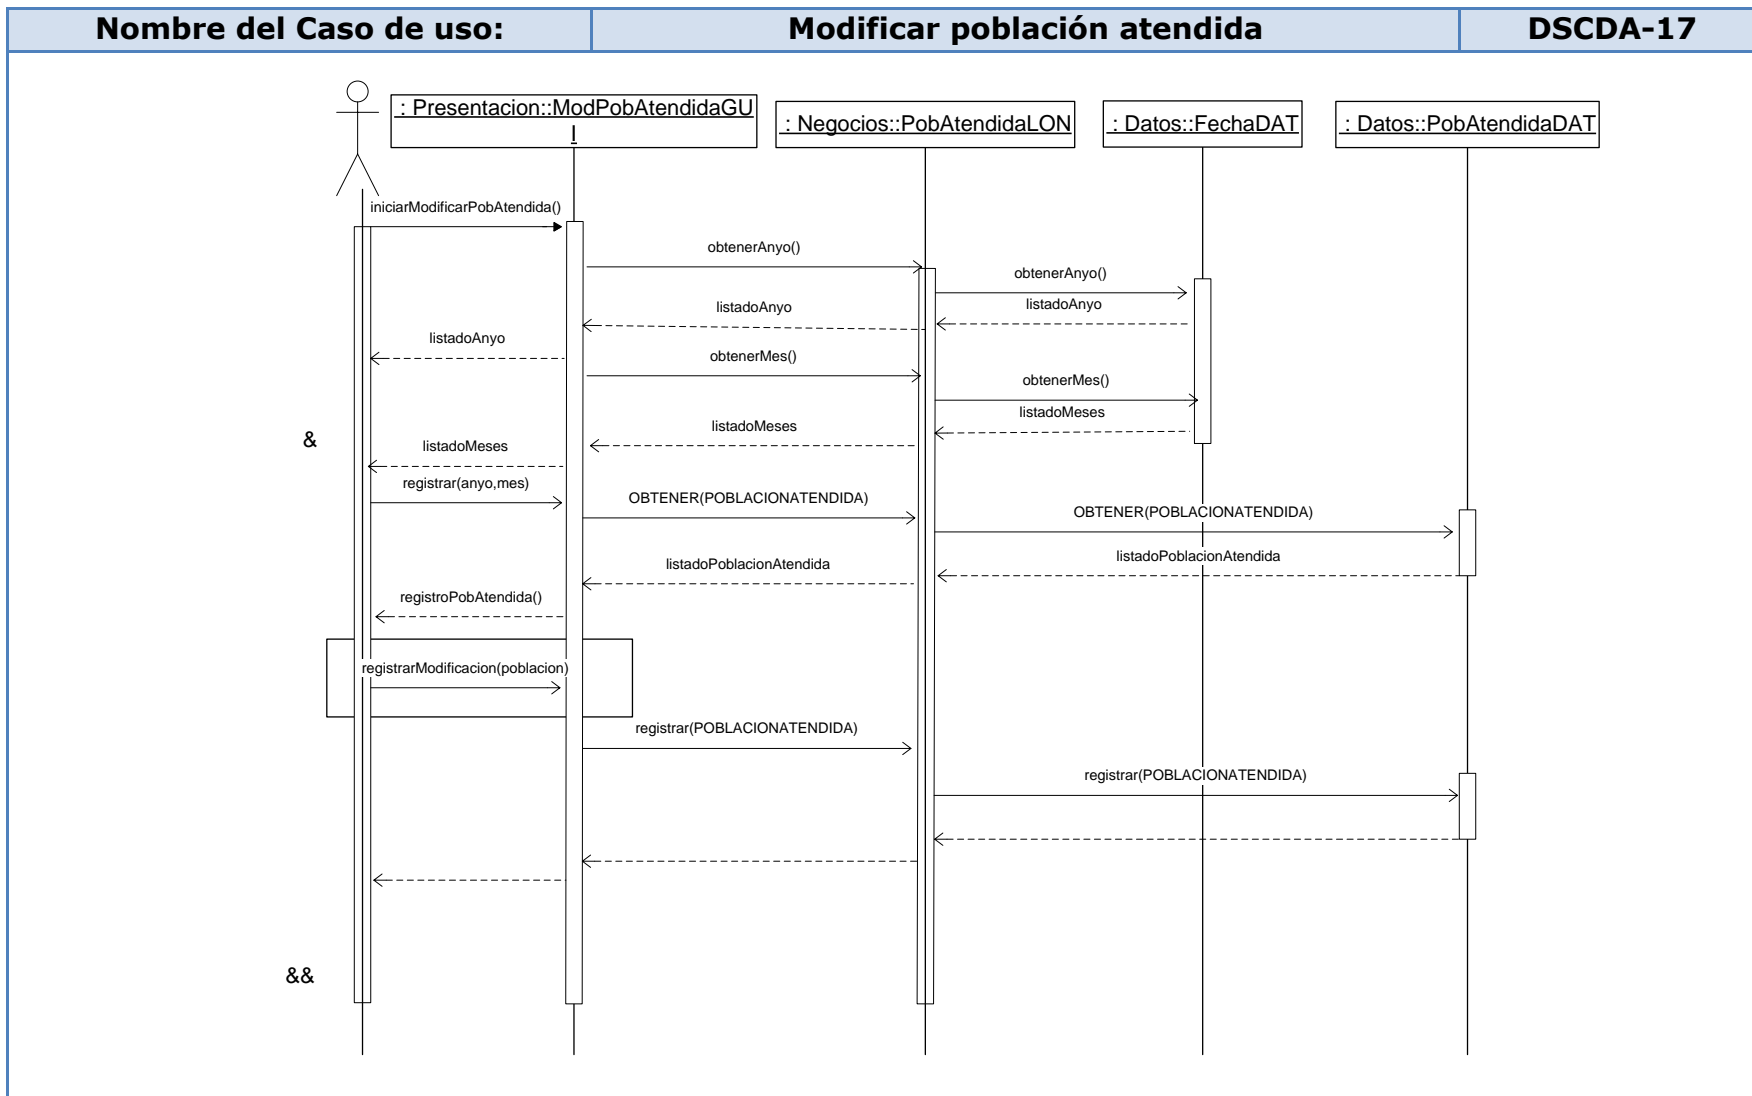 Nombre del Caso de uso:
Modificar población atendida
DSCDA-17
: Presentacion::ModPobAtendidaGU
I
: Negocios::PobAtendidaLON
: Datos::FechaDAT
: Datos::PobAtendidaDAT
iniciarModificarPobAtendida()
obtenerAnyo()
obtenerAnyo()
listadoAnyo
listadoAnyo
listadoAnyo
obtenerMes()
obtenerMes()
listadoMeses
listadoMeses
&
listadoMeses
registrar(anyo,mes)
OBTENER(POBLACIONATENDIDA)
OBTENER(POBLACIONATENDIDA)
listadoPoblacionAtendida
listadoPoblacionAtendida
registroPobAtendida()
registrarModificacion(poblacion)
registrar(POBLACIONATENDIDA)
registrar(POBLACIONATENDIDA)
&&